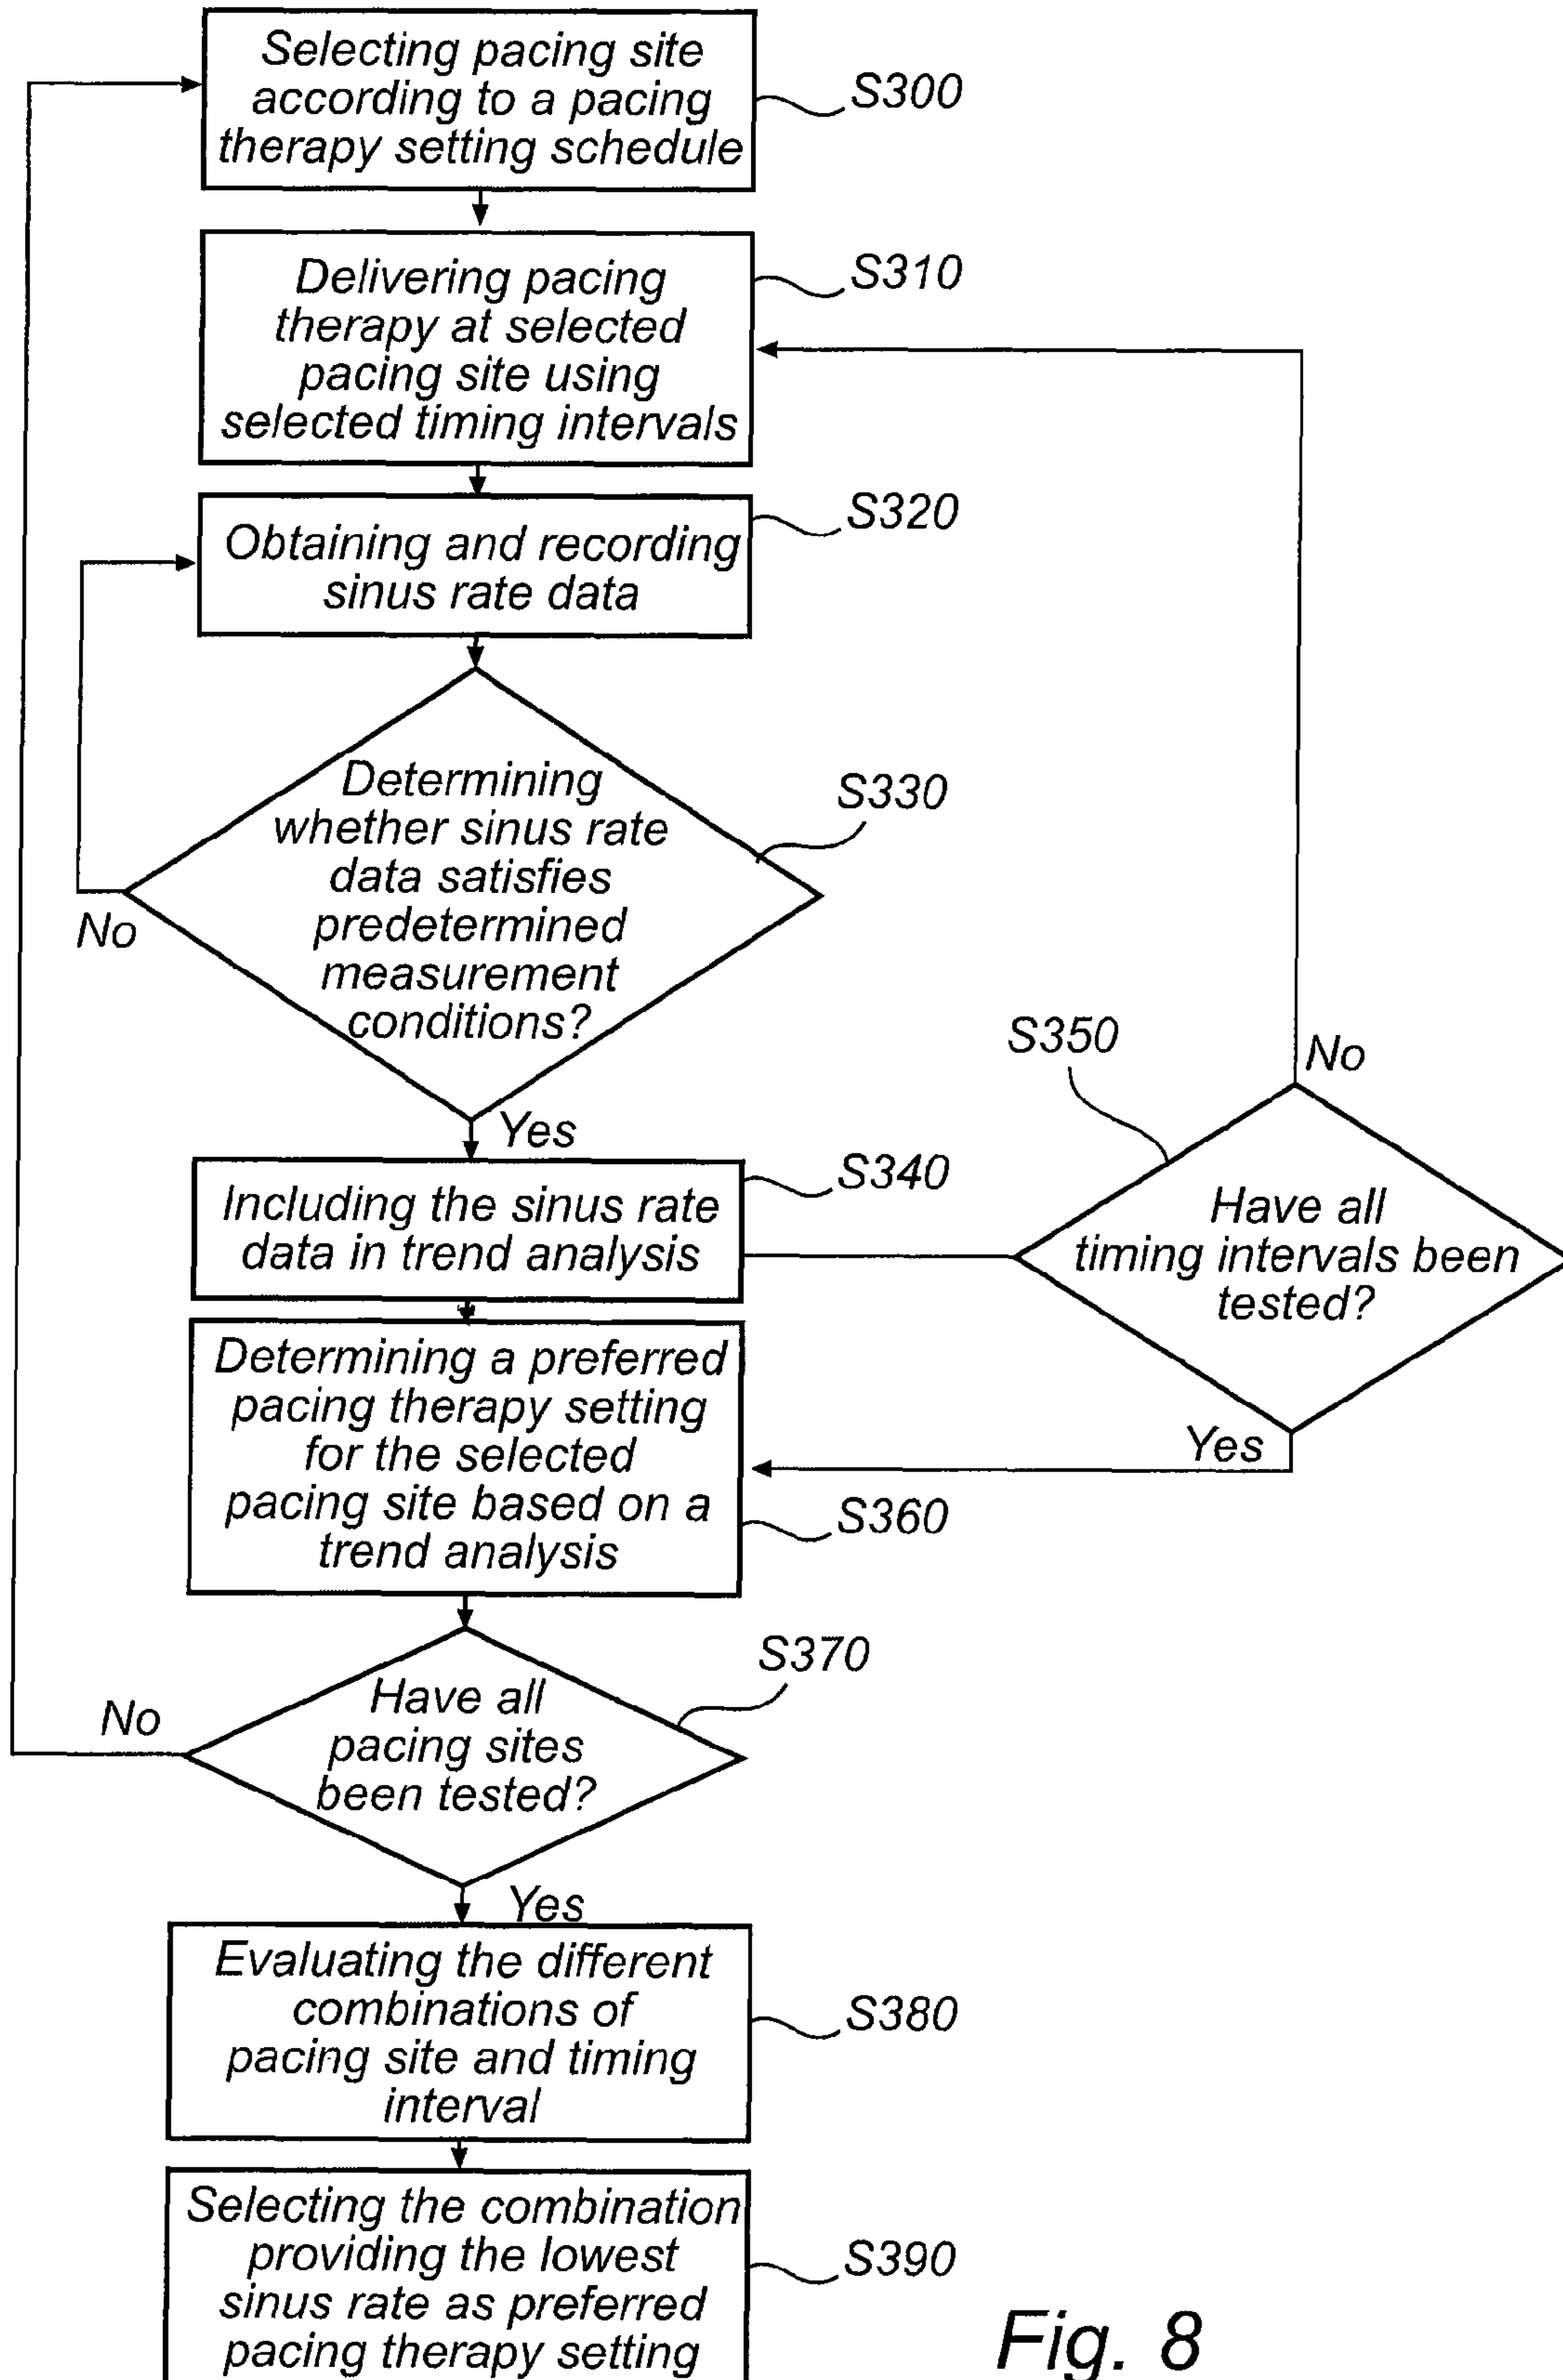 Selecting pacing site
according to a pacing
therapy setting schedule
S300
Delivering pacing
therapy at selected
pacing site using
selected timing intervals
S310
Obtaining and recording
sinus rate data
S320
Determining
whether sinus rate
data satisfies
predetermined
measurement
conditions?
S330
No
Yes
Including the sinus rate
data in trend analysis
S340
S350
No
Have all
timing intervals been
tested?
Yes
Determining a preferred
pacing therapy setting
for the selected
pacing site based on a
trend analysis
S360
Have all
pacing sites
been tested?
S370
No
Yes
Evaluating the different
combinations of
pacing site and timing
interval
S380
Selecting the combination
providing the lowest
sinus rate as preferred
pacing therapy setting
S390
Fig. 8